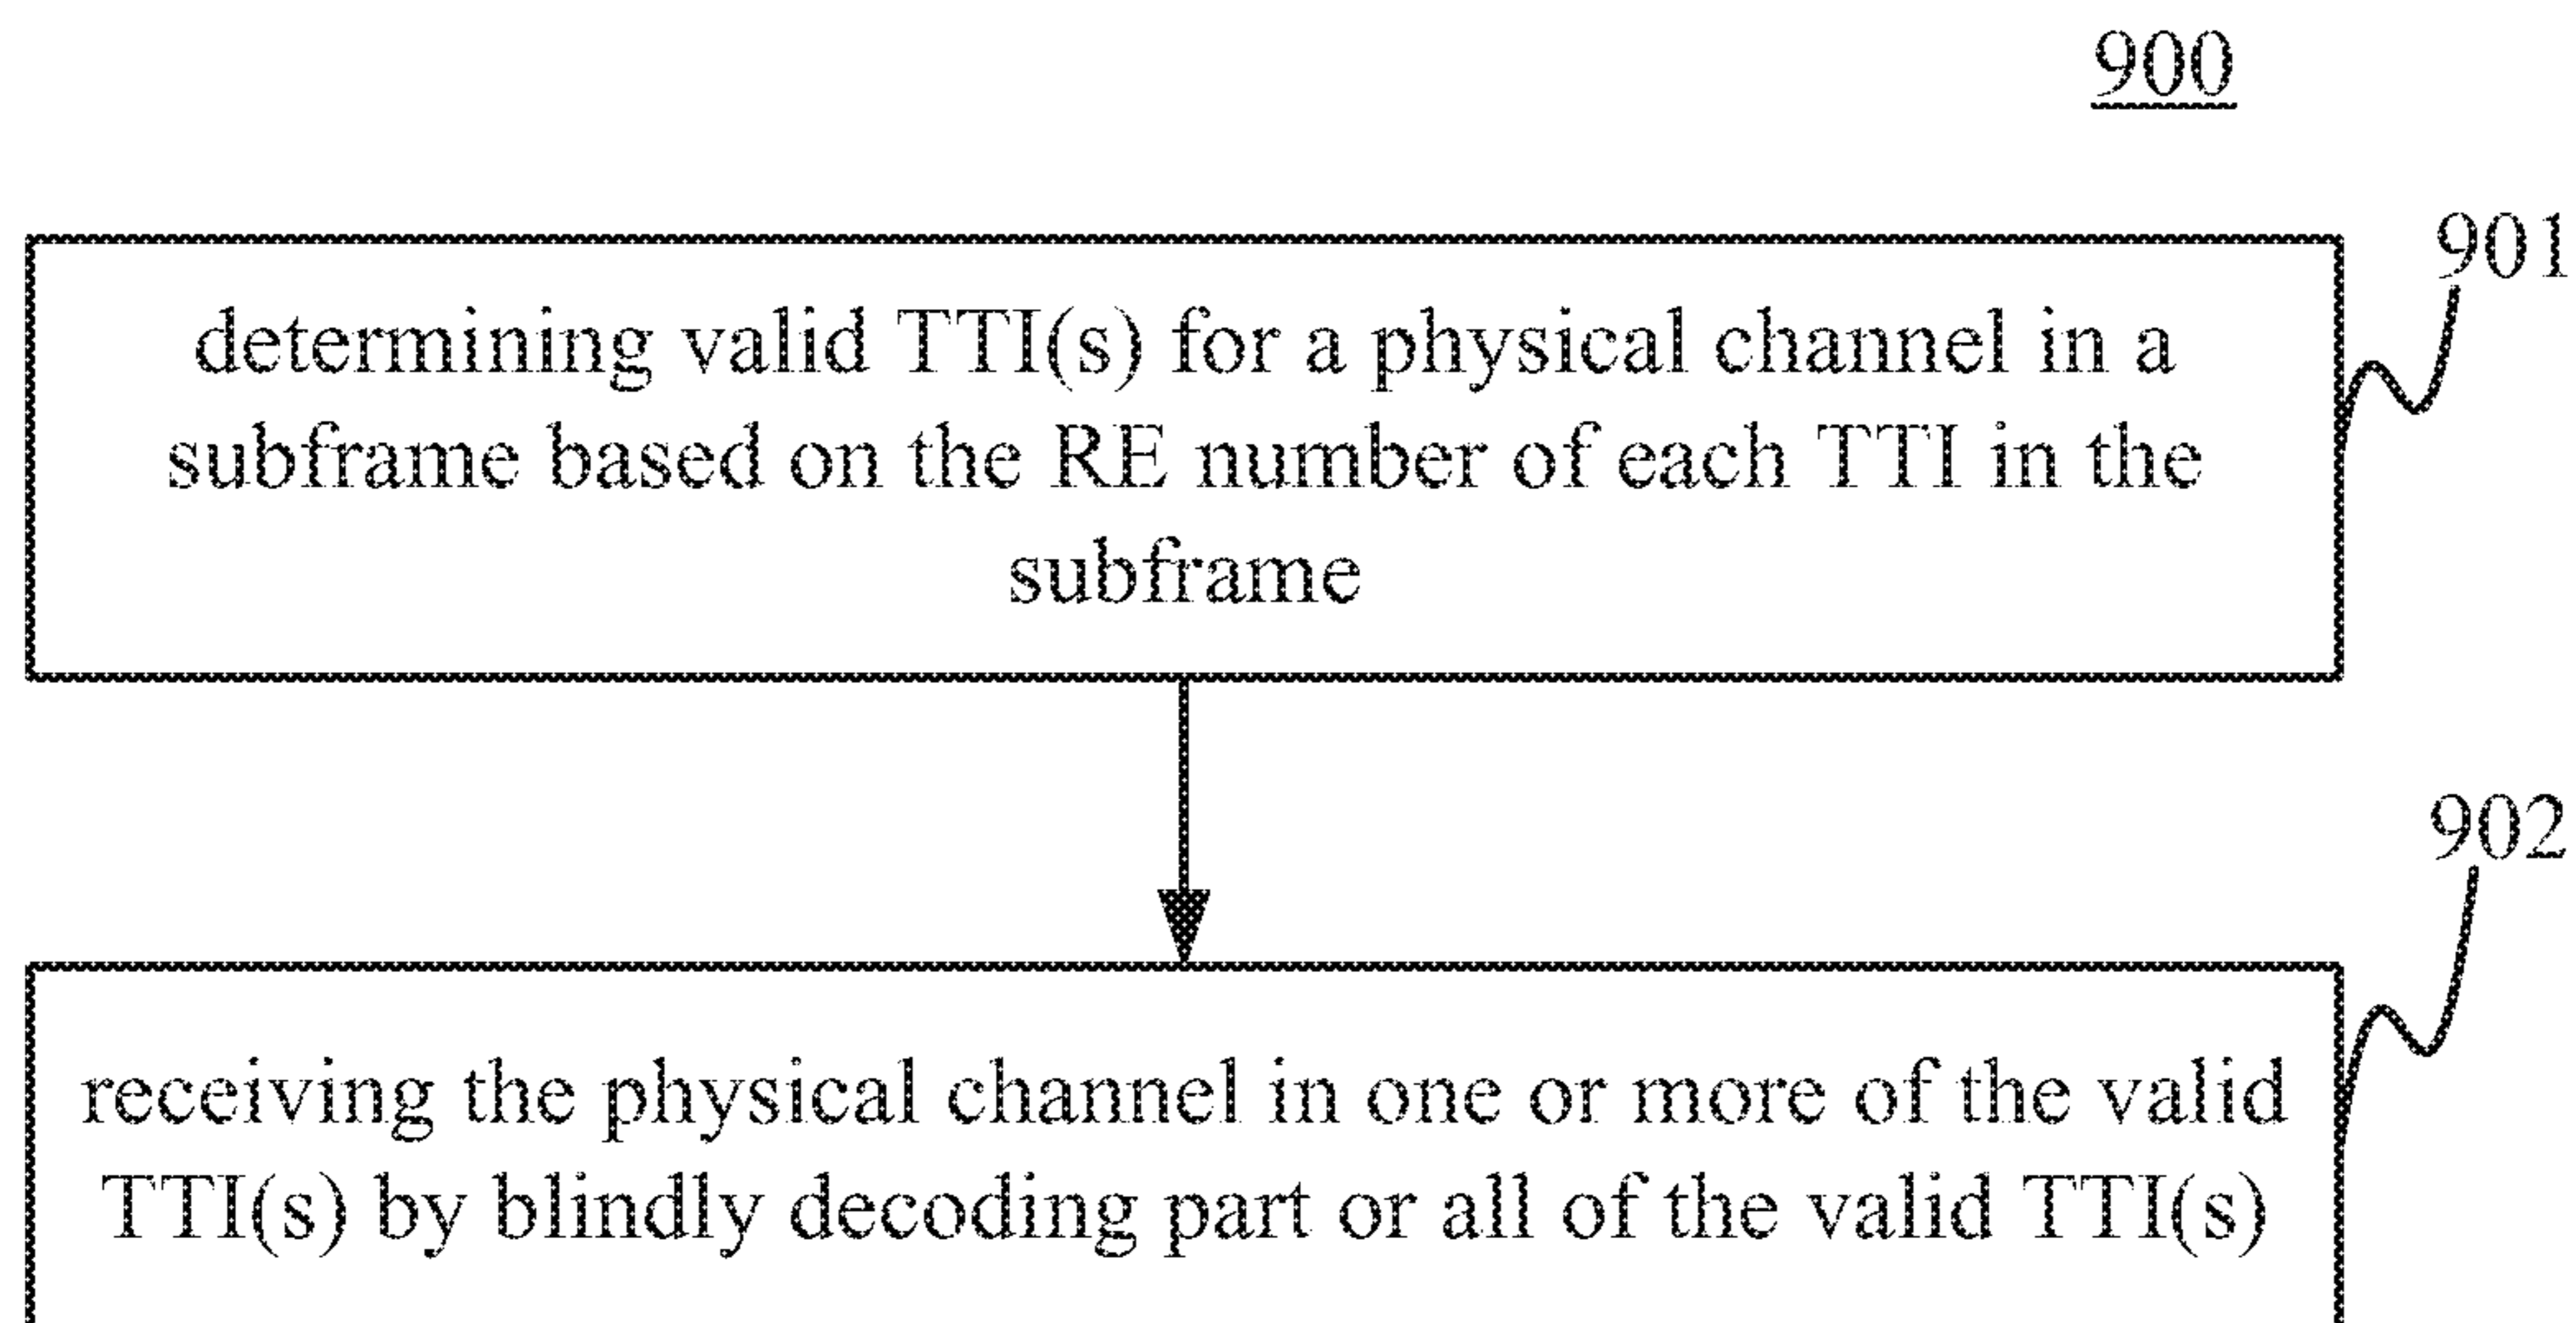 900
901
determining valid TTI(s) for a physical channel in a
subframe based on the RE number of each TTI in the
subframe
902
receiving the physical channel in one or more of the valid
TTI(s) by blindly decoding part or all of the valid TTI(s)